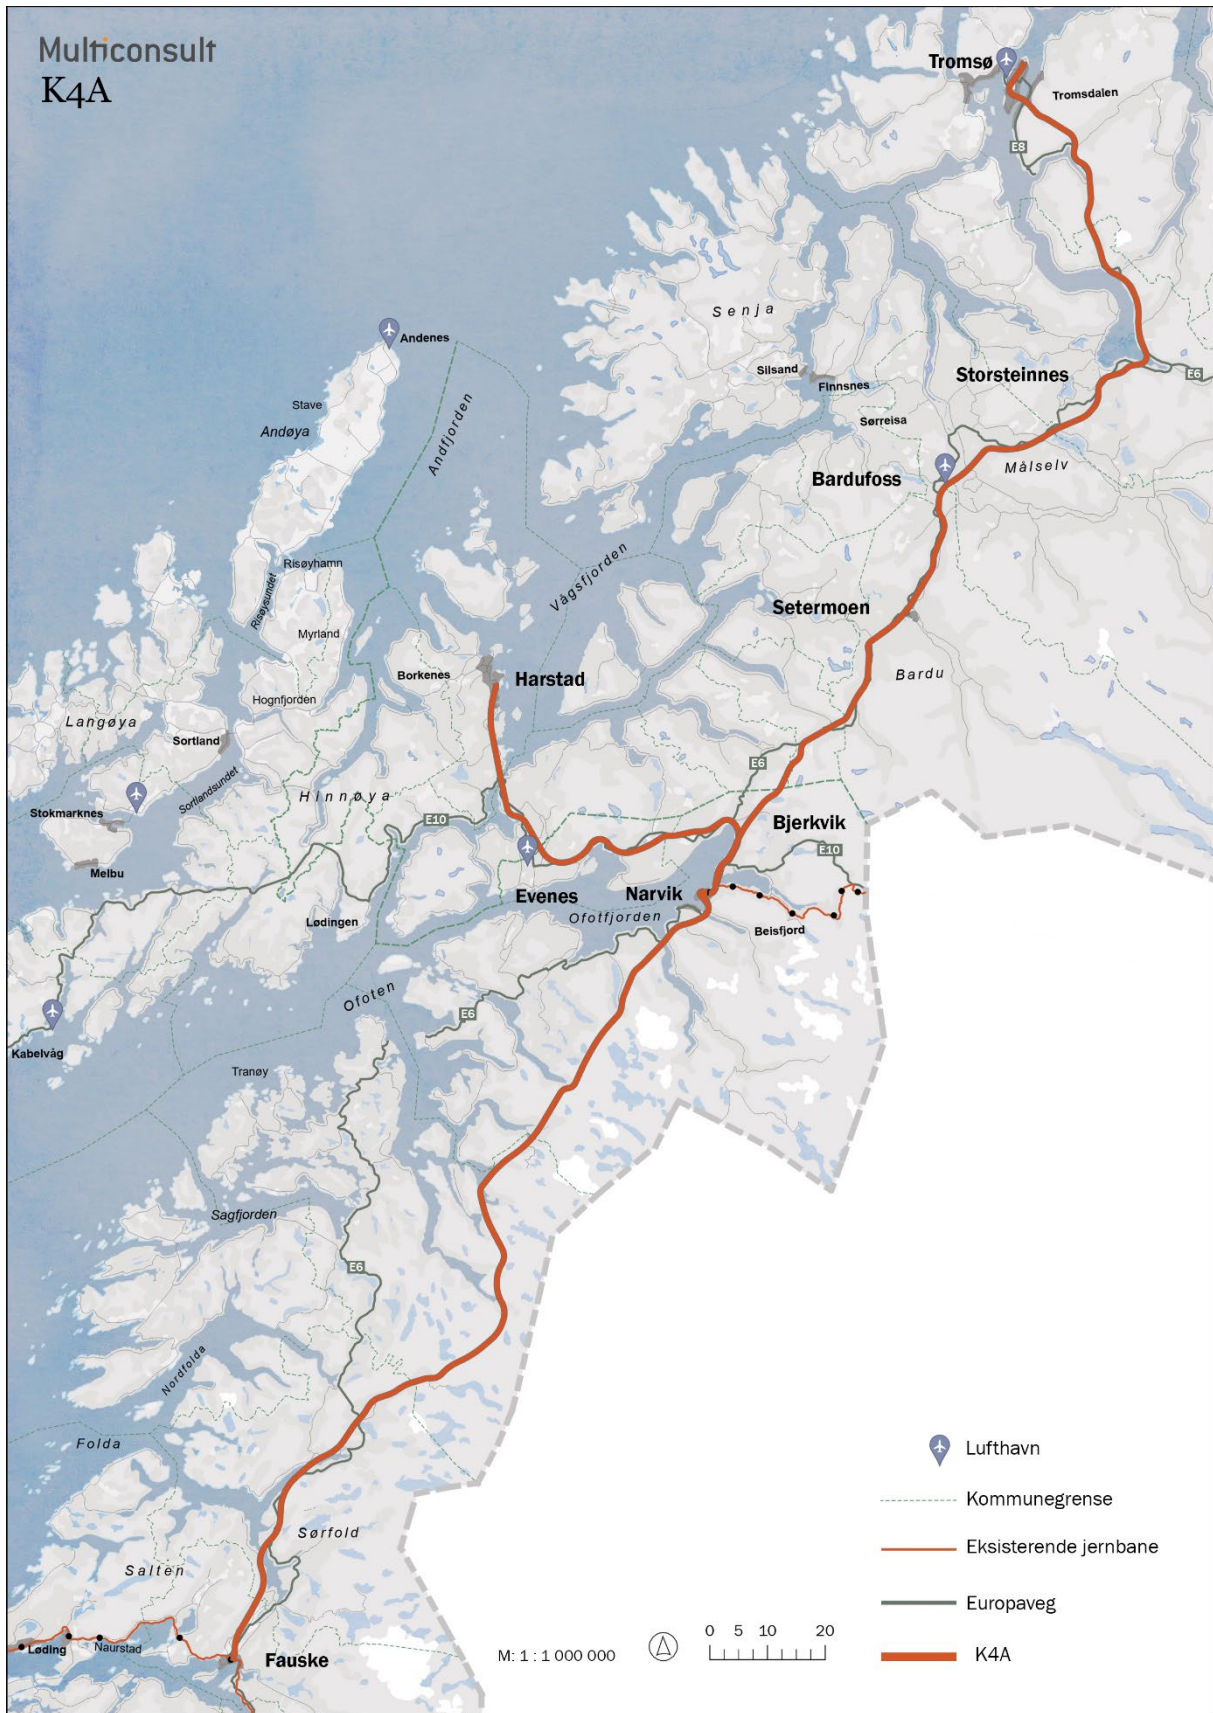 Multiconsult
K4A
Tromsø
Tromsdalen
E8
Senja
Andenes
Silsand
Finnsnes
Storsteinnes
E6
Stave
Andøya
Andfjorden
Sørreisa
Målselv
Bardufoss
Vågsfjorden
Risøyhamn
Risøysundet
Setermoen
Myrland
Borkenes
Harstad
Bardu
Hognfjorden
Langøya
Sortland
Sortlandsundet
E6
Hinnøya
Stokmarknes
E10
Bjerkvik
E10
Melbu
Evenes
Narvik
Ofotfjorden
Lødingen
Beisfjord
Ofoten
E6
Kabelvåg
Tranøy
Sagfjorden
E6
Nordfolda
Folda
Sørfold
Salten
Løding
Naurstad
Fauske
Lufthavn
Kommunegrense
Eksisterende jernbane
Europaveg
K4A
M: 1 : 1 000 000
0 5 10 20